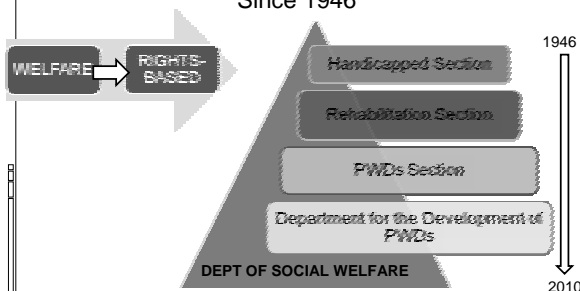 Since 1946
WELFARE
RIGHTS-
BASED
1946
Handicapped Section
Rehabilitation Section
PWDs Section
Department for the Development of
PWDs
DEPT OF SOCIAL WELFARE
2010